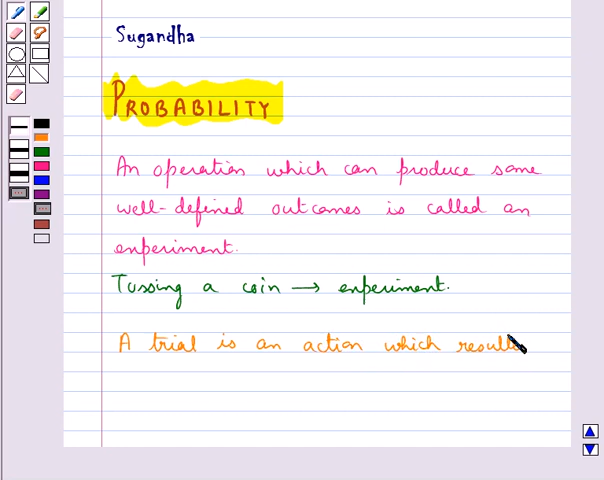 Sugandha
PROBABILITY
An operation which can produce some
well-defined outcomes is called an
experiment.
Tossing a coin → experiment.
A trial is an action which results